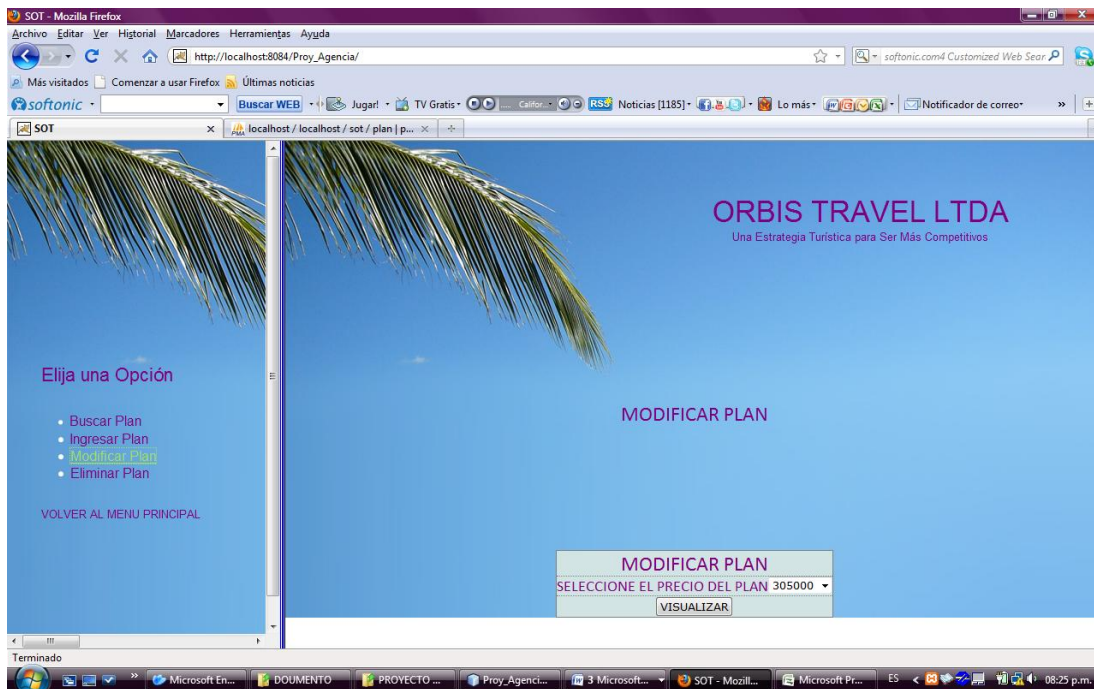 SOT - Mozilla Firefox
Archivo Editar Ver Historial Marcadores Herramientas Ayuda
http://localhost:8084/Proy_Agencia/
softonic.com4 Customized Web Sear
Más visitados Comenzar a usar Firefox Últimas noticias
softonic Buscar WEB Jugar! TV Gratis .... Califor.. RSS Noticias [1185] Lo más Notificador de correo »
SOT x localhost / localhost / sot / plan | p... x
ORBIS TRAVEL LTDA
Una Estrategia Turística para Ser Más Competitivos
Elija una Opción
MODIFICAR PLAN
Buscar Plan
Ingresar Plan
Modificar Plan
Eliminar Plan
VOLVER AL MENU PRINCIPAL
MODIFICAR PLAN
SELECCIONE EL PRECIO DEL PLAN 305000
VISUALIZAR
Terminado
» Microsoft En... DOUMENTO PROYECTO ... Proy_Agenci... 3 Microsoft... SOT - Mozill... Microsoft Pr... ES 08:25 p.m.